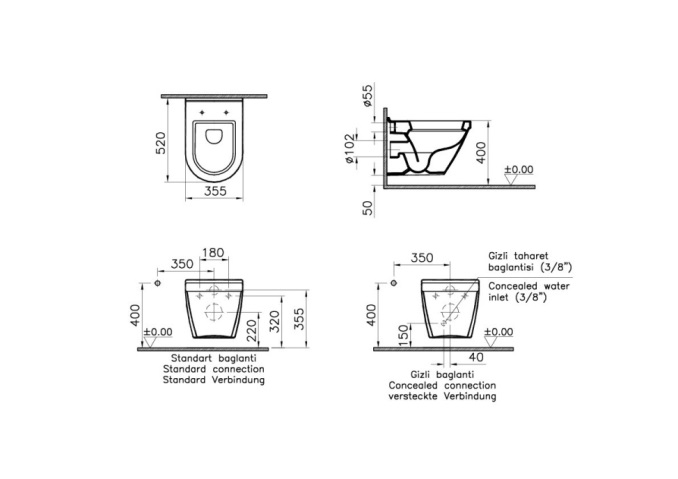 520
355
ø55
ø102
50
400
±0.00
180
350
400
±0.00
220
320
355
Standart baglanti
Standard connection
Standard Verbindung
350
Gizli taharet
baglantisi (3/8")
Concealed water
inlet (3/8")
400
±0.00
150
±0.00
40
Gizli baglanti
Concealed connection
versteckte Verbindung